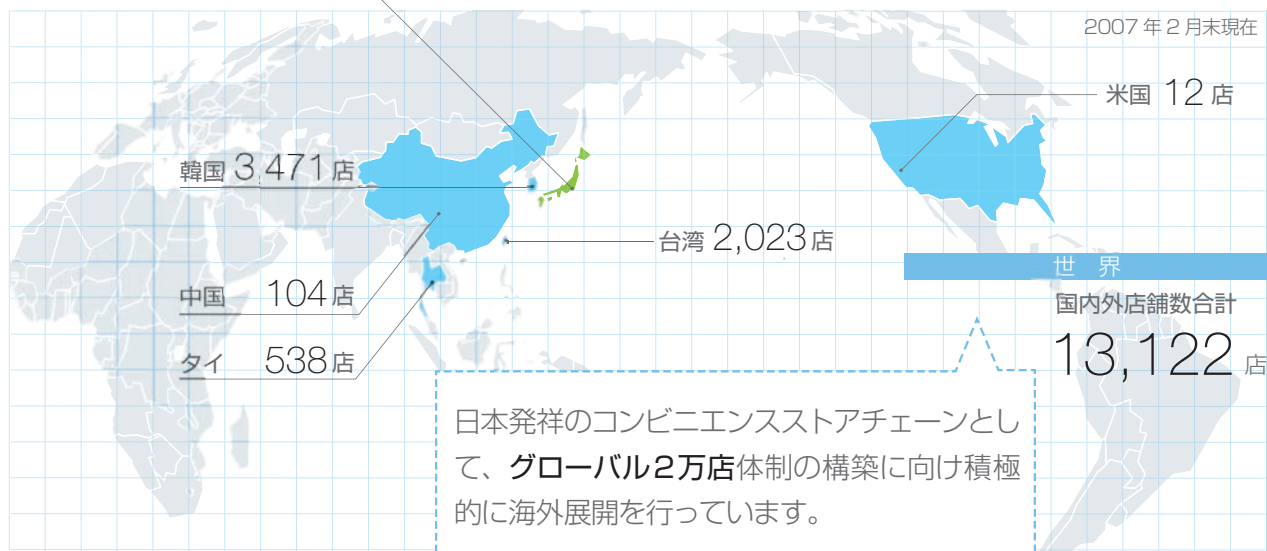 2007年2月末現在
米国 12店
韓国 3,471店
台湾 2,023店
中国 104店
タイ 538店
世界
国内外店舗数合計
13,122店
日本発祥のコンビニエンスストアチェーンとし
て、グローバル2万店体制の構築に向け積極
的に海外展開を行っています。